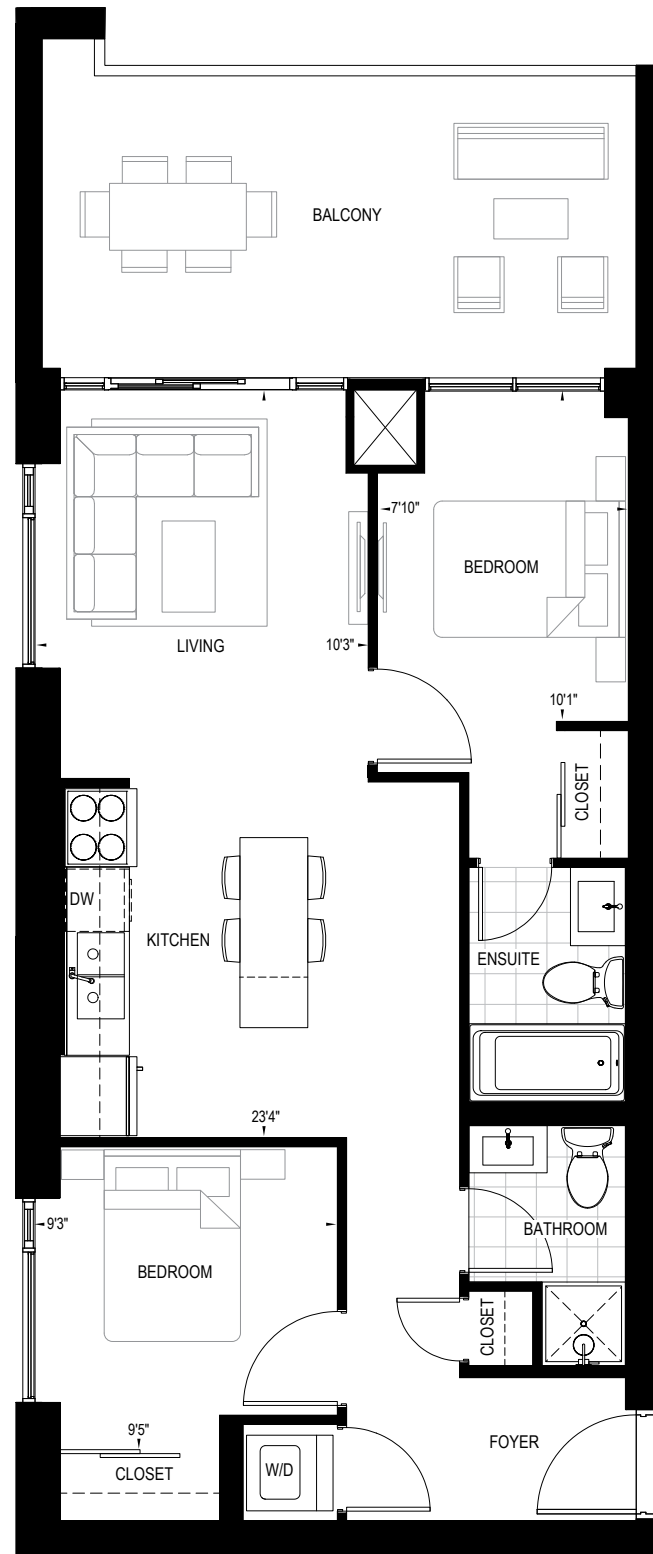 BALCONY
7'10"
BEDROOM
LIVING
10'3"
10'1"
CLOSET
DW
KITCHEN
ENSUITE
23'4"
9'3"
BATHROOM
BEDROOM
CLOSET
9'5"
FOYER
CLOSET
W/D